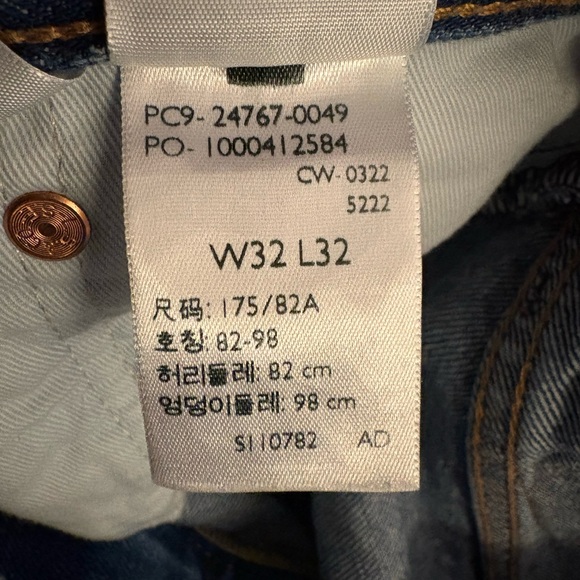 PC9- 24767-0049
PO- 1000412584
CW- 0322
5222
W32 L32
尺码: 175/82A
호칭: 82-98
허리둘레: 82 cm
엉덩이둘레: 98 cm
S110782 AD